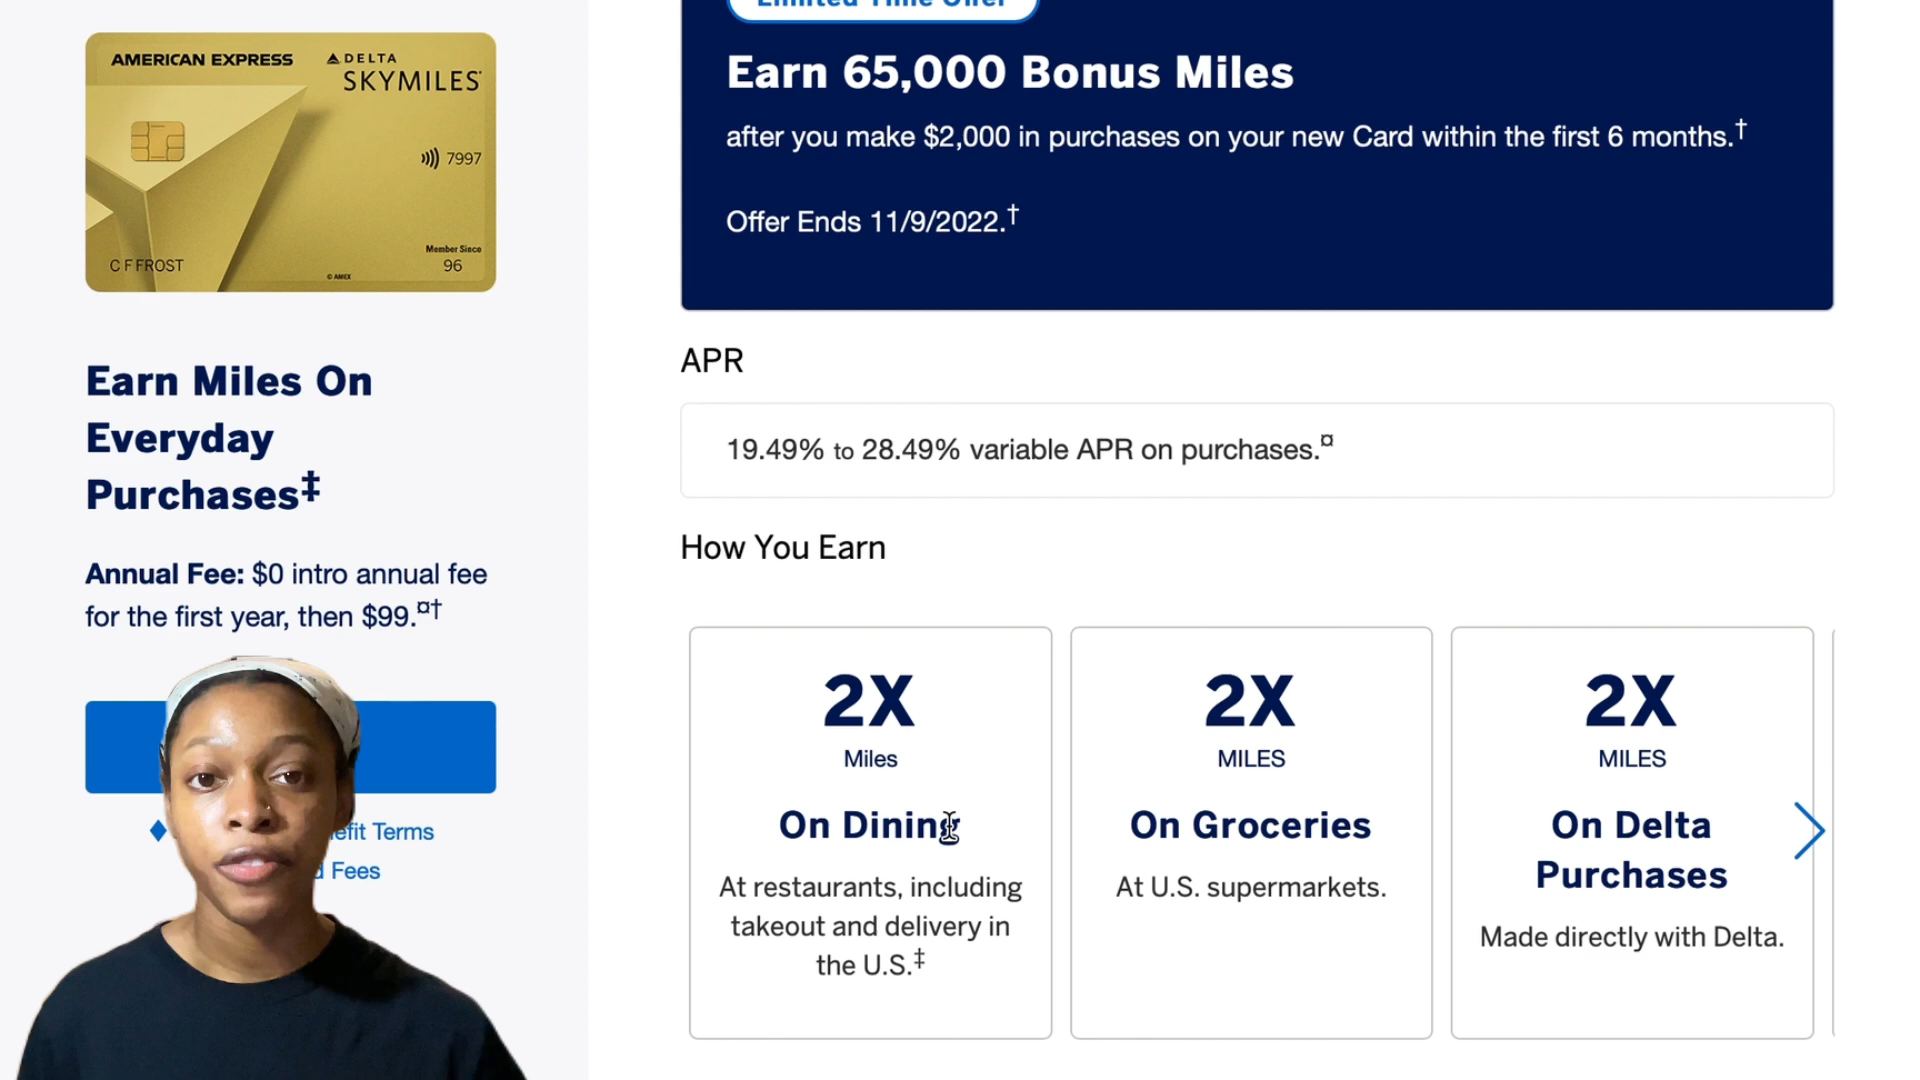 AMERICAN EXPRESS
DELTA
SKYMILES®
7997
Member Since
C F FROST
96
© AMEX
Earn Miles On
Everyday
Purchases‡
Annual Fee: $0 intro annual fee
for the first year, then $99.¤†
Terms
Fees
Limited Time Offer
Earn 65,000 Bonus Miles
after you make $2,000 in purchases on your new Card within the first 6 months.†
Offer Ends 11/9/2022.†
APR
19.49% to 28.49% variable APR on purchases.¤
How You Earn
2X
Miles
On Dining
At restaurants, including
takeout and delivery in
the U.S.‡
2X
MILES
On Groceries
At U.S. supermarkets.
2X
MILES
On Delta
Purchases
Made directly with Delta.